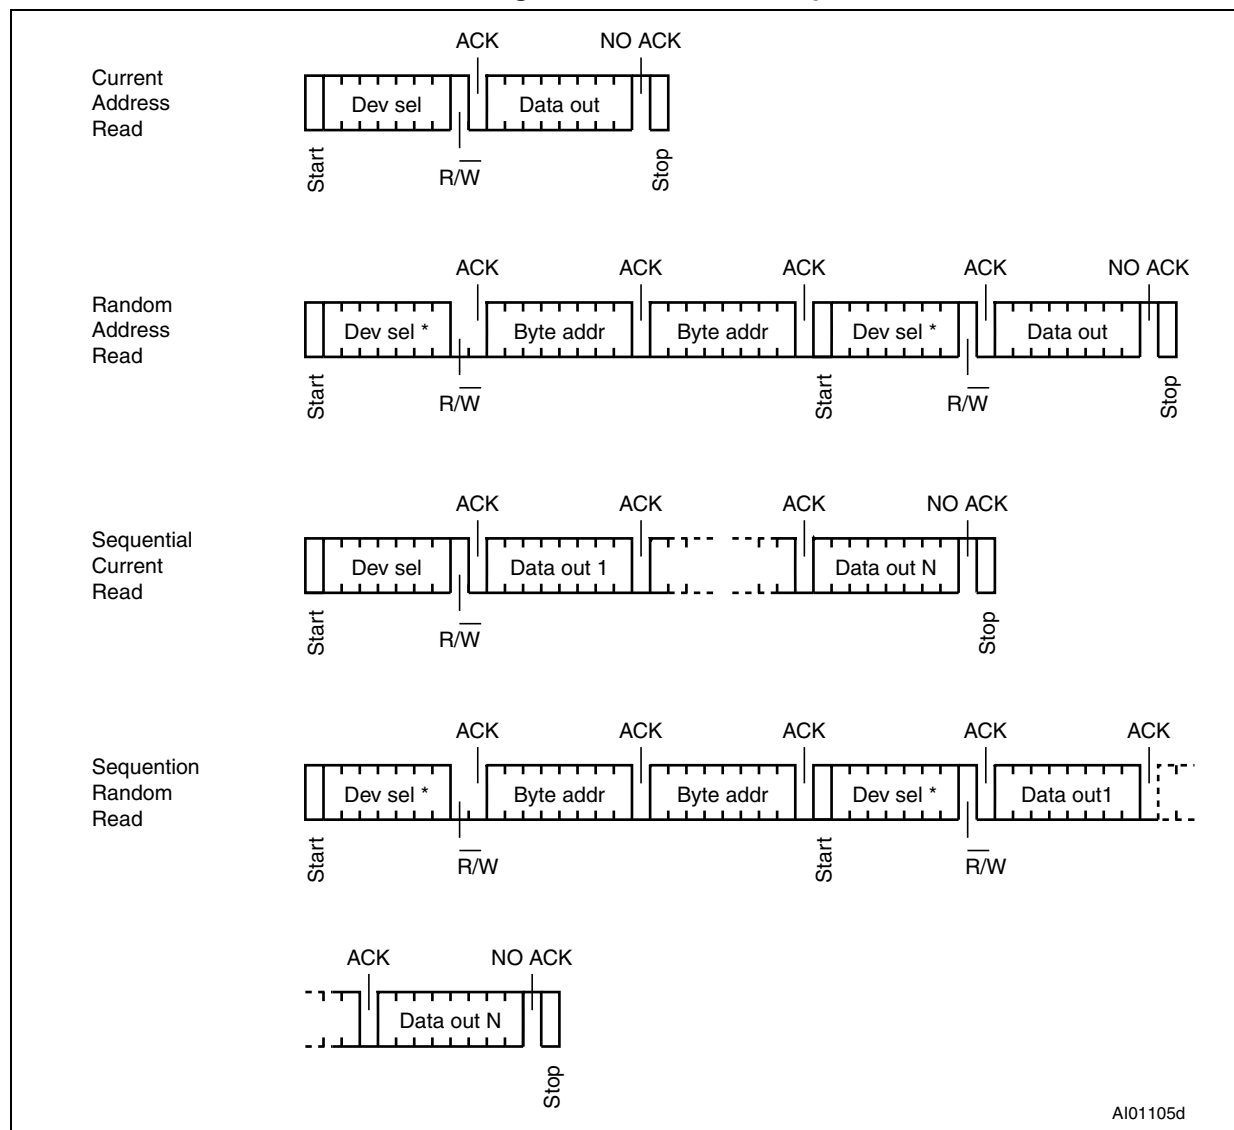 ACK NO ACK
Current
Address
Read
Dev sel Data out
Start R/W̅ Stop
ACK ACK ACK ACK NO ACK
Random
Address
Read
Dev sel * Byte addr Byte addr Dev sel * Data out
Start R/W̅ Start R/W̅ Stop
ACK ACK ACK NO ACK
Sequential
Current
Read
Dev sel Data out 1 Data out N
Start R/W̅ Stop
ACK ACK ACK ACK ACK
Sequention
Random
Read
Dev sel * Byte addr Byte addr Dev sel * Data out1
Start R̅/W Start R̅/W
ACK NO ACK
Data out N
Stop
AI01105d